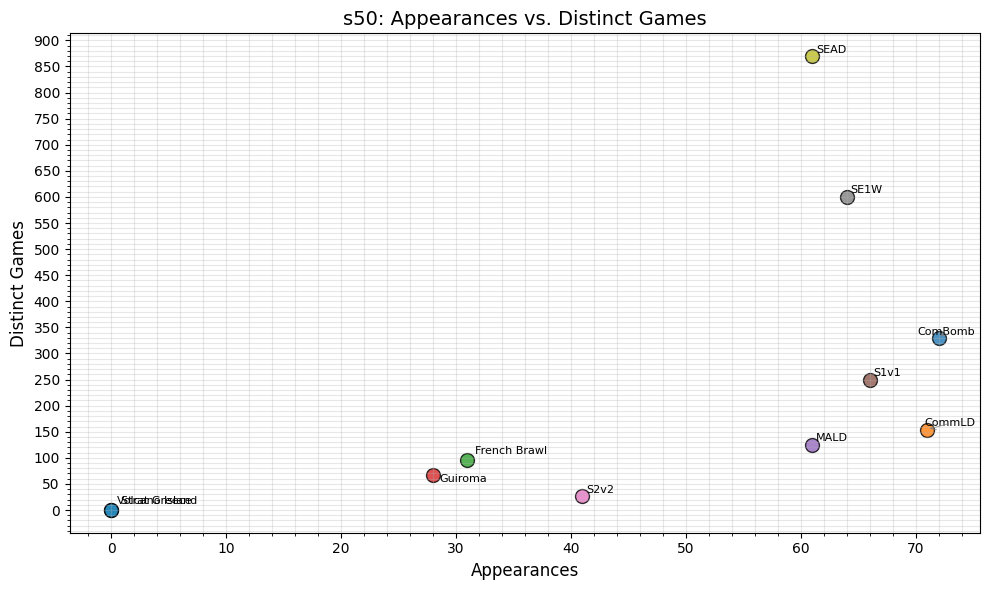 s50: Appearances vs. Distinct Games
900
850
800
750
700
650
600
550
500
450
400
350
300
250
200
150
100
50
0
Distinct Games
SEAD
SE1W
ComBomb
S1v1
CommLD
MALD
French Brawl
Guiroma
S2v2
0
10
20
30
40
50
60
70
Appearances